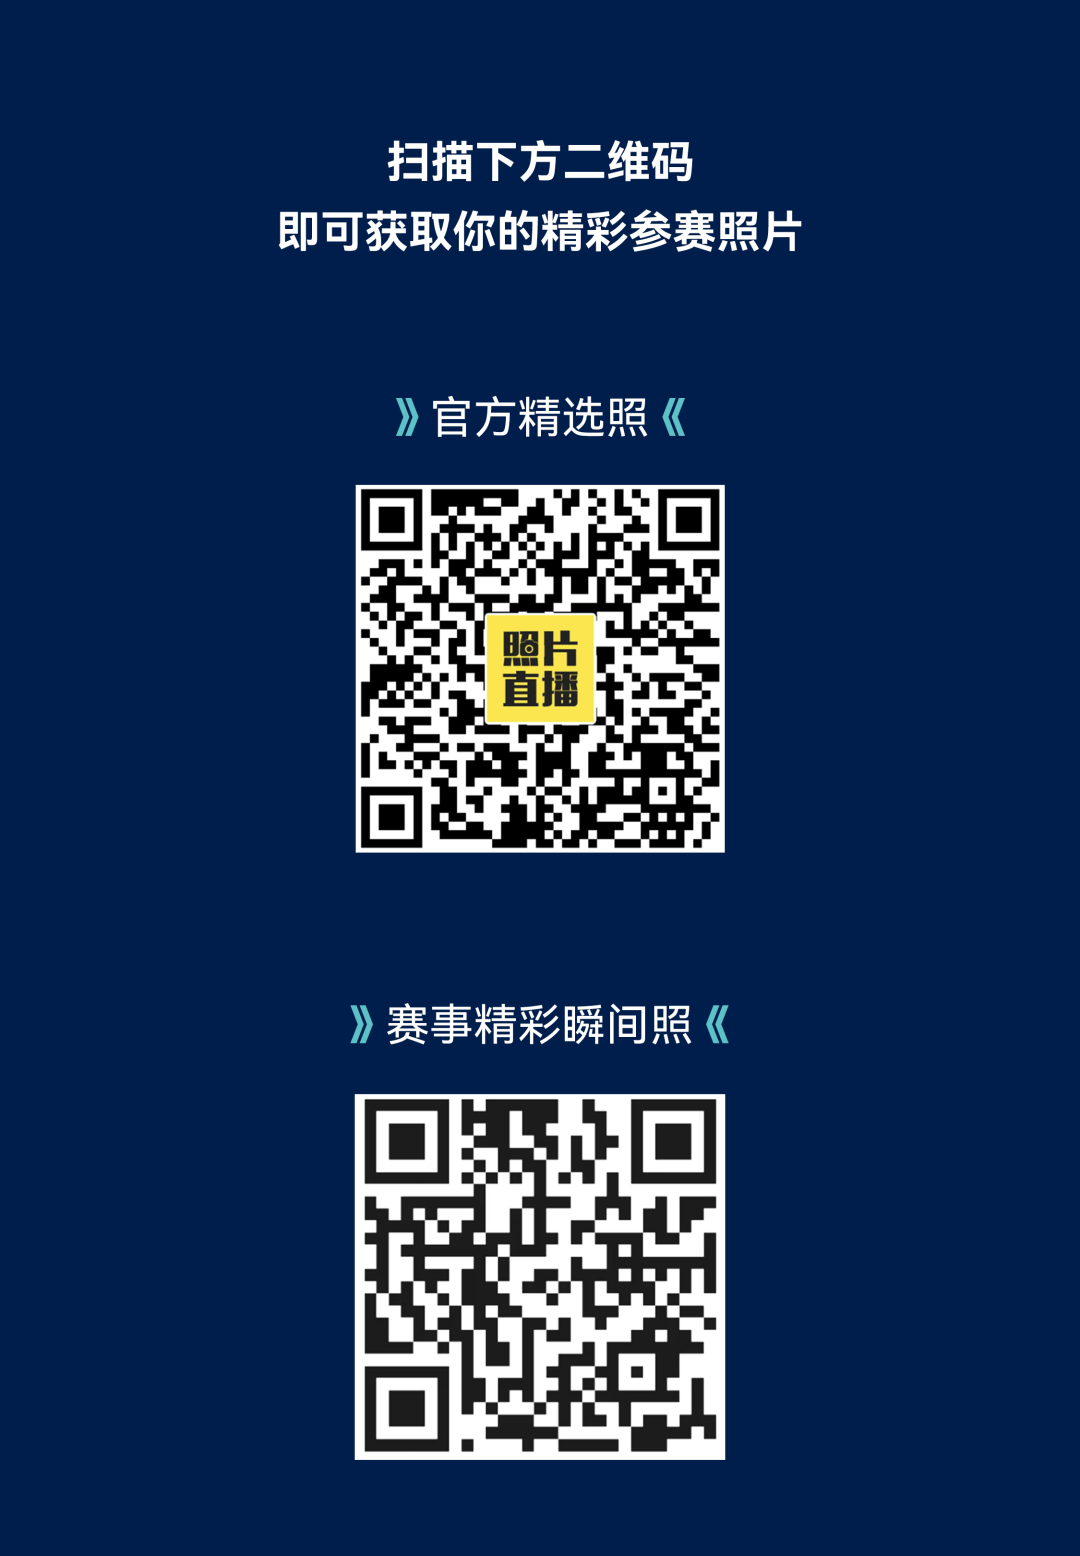 扫描下方二维码
即可获取你的精彩参赛照片
官方精选照
照片
直播
赛事精彩瞬间照